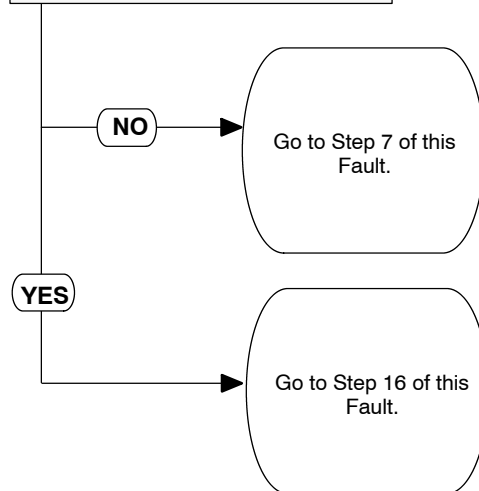 NO
Go to Step 7 of this
Fault.
YES
Go to Step 16 of this
Fault.